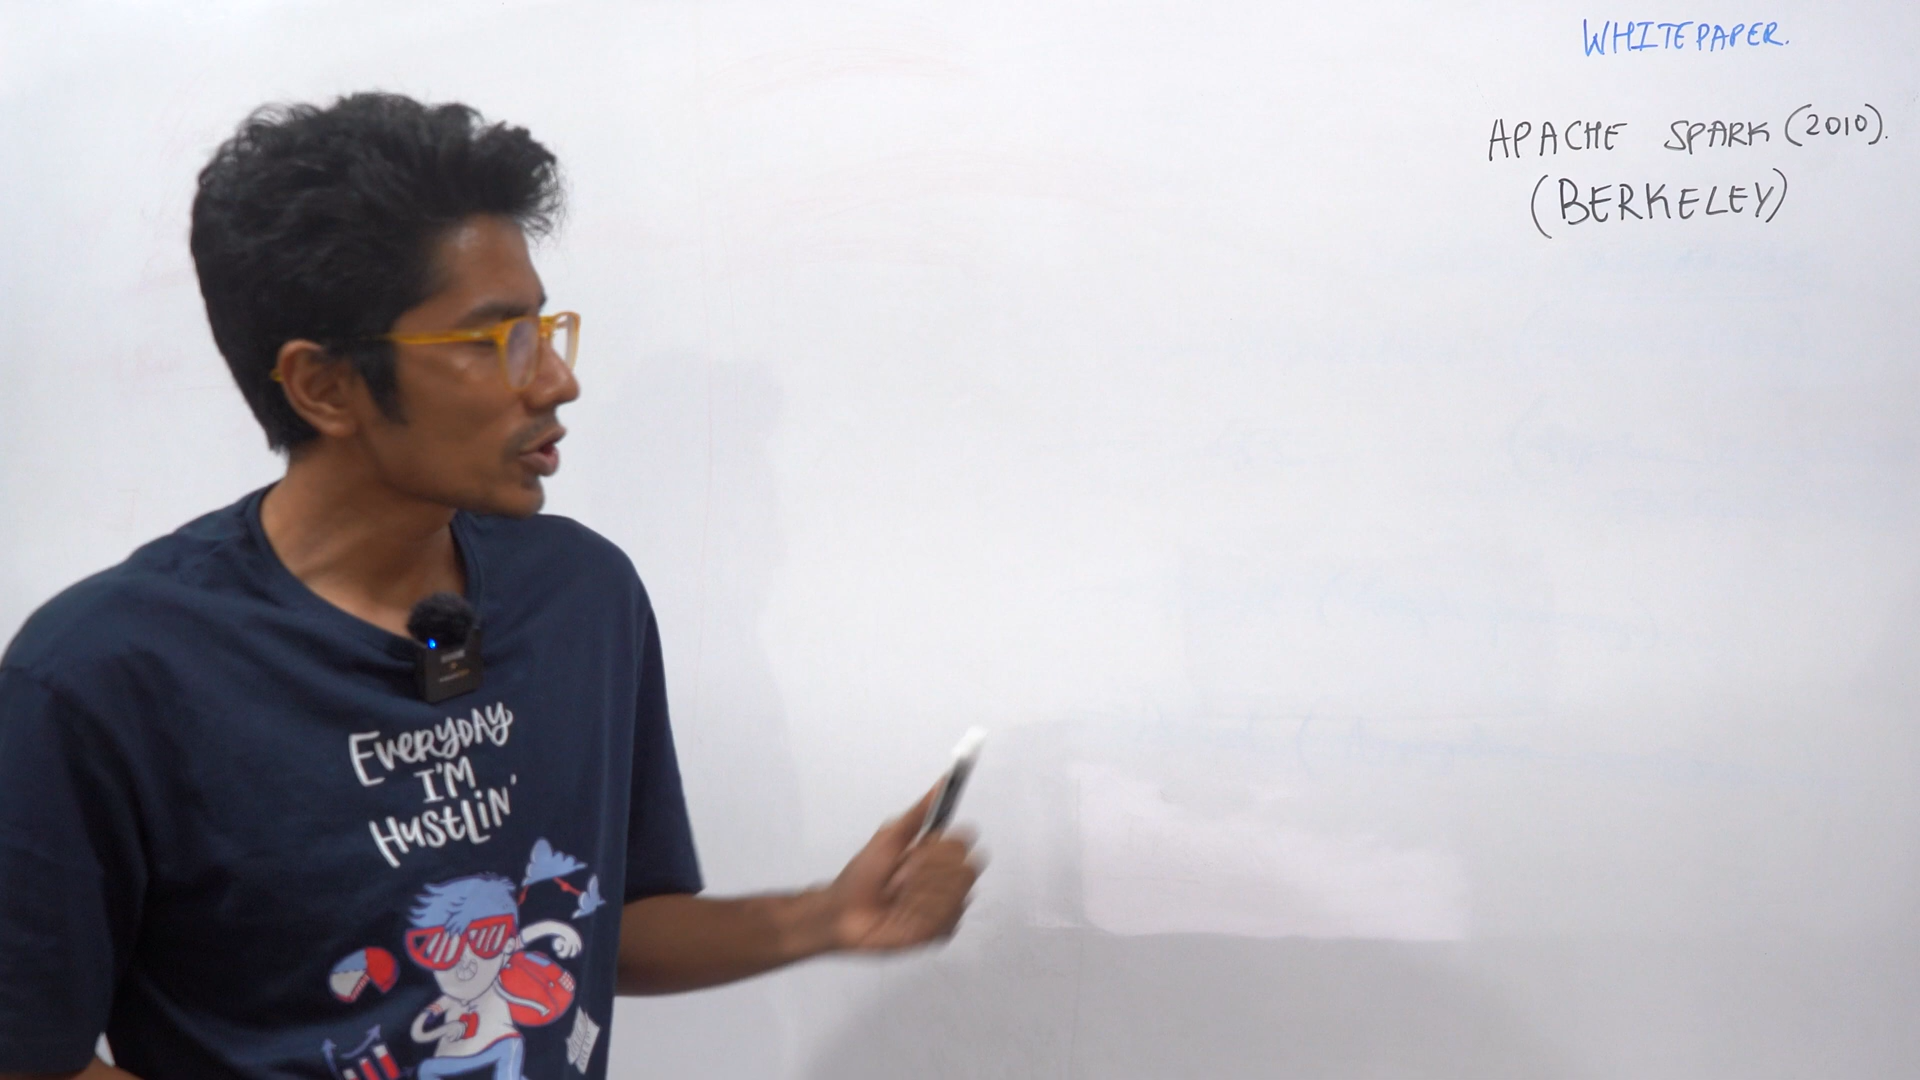 WHITEPAPER.
APACHE SPARK (2010).
(BERKELEY)
EVERYDAY
I'M
HUSTLIN'